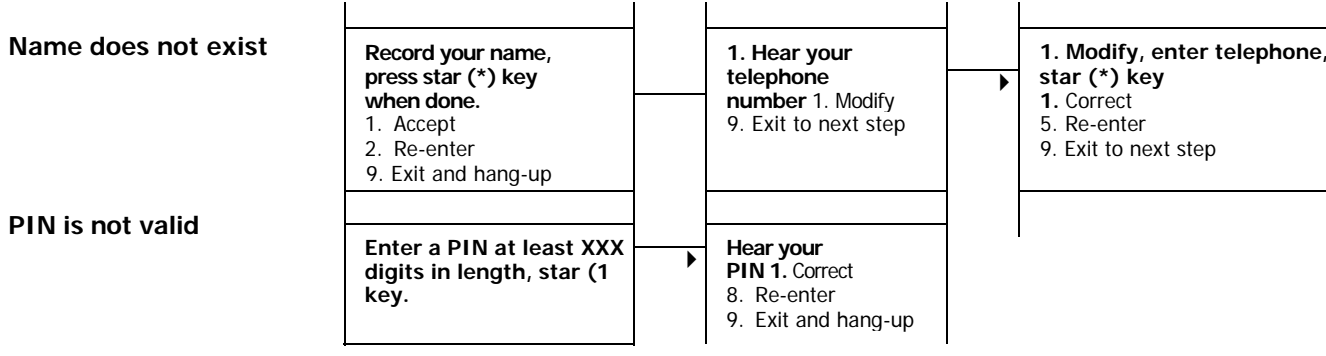 Name does not exist
Record your name,
press star (*) key
when done.
1. Accept
2. Re-enter
9. Exit and hang-up
1. Hear your
telephone
number 1. Modify
9. Exit to next step
1. Modify, enter telephone,
star (*) key
1. Correct
5. Re-enter
9. Exit to next step
PIN is not valid
Enter a PIN at least XXX
digits in length, star (1
key.
Hear your
PIN 1. Correct
8. Re-enter
9. Exit and hang-up